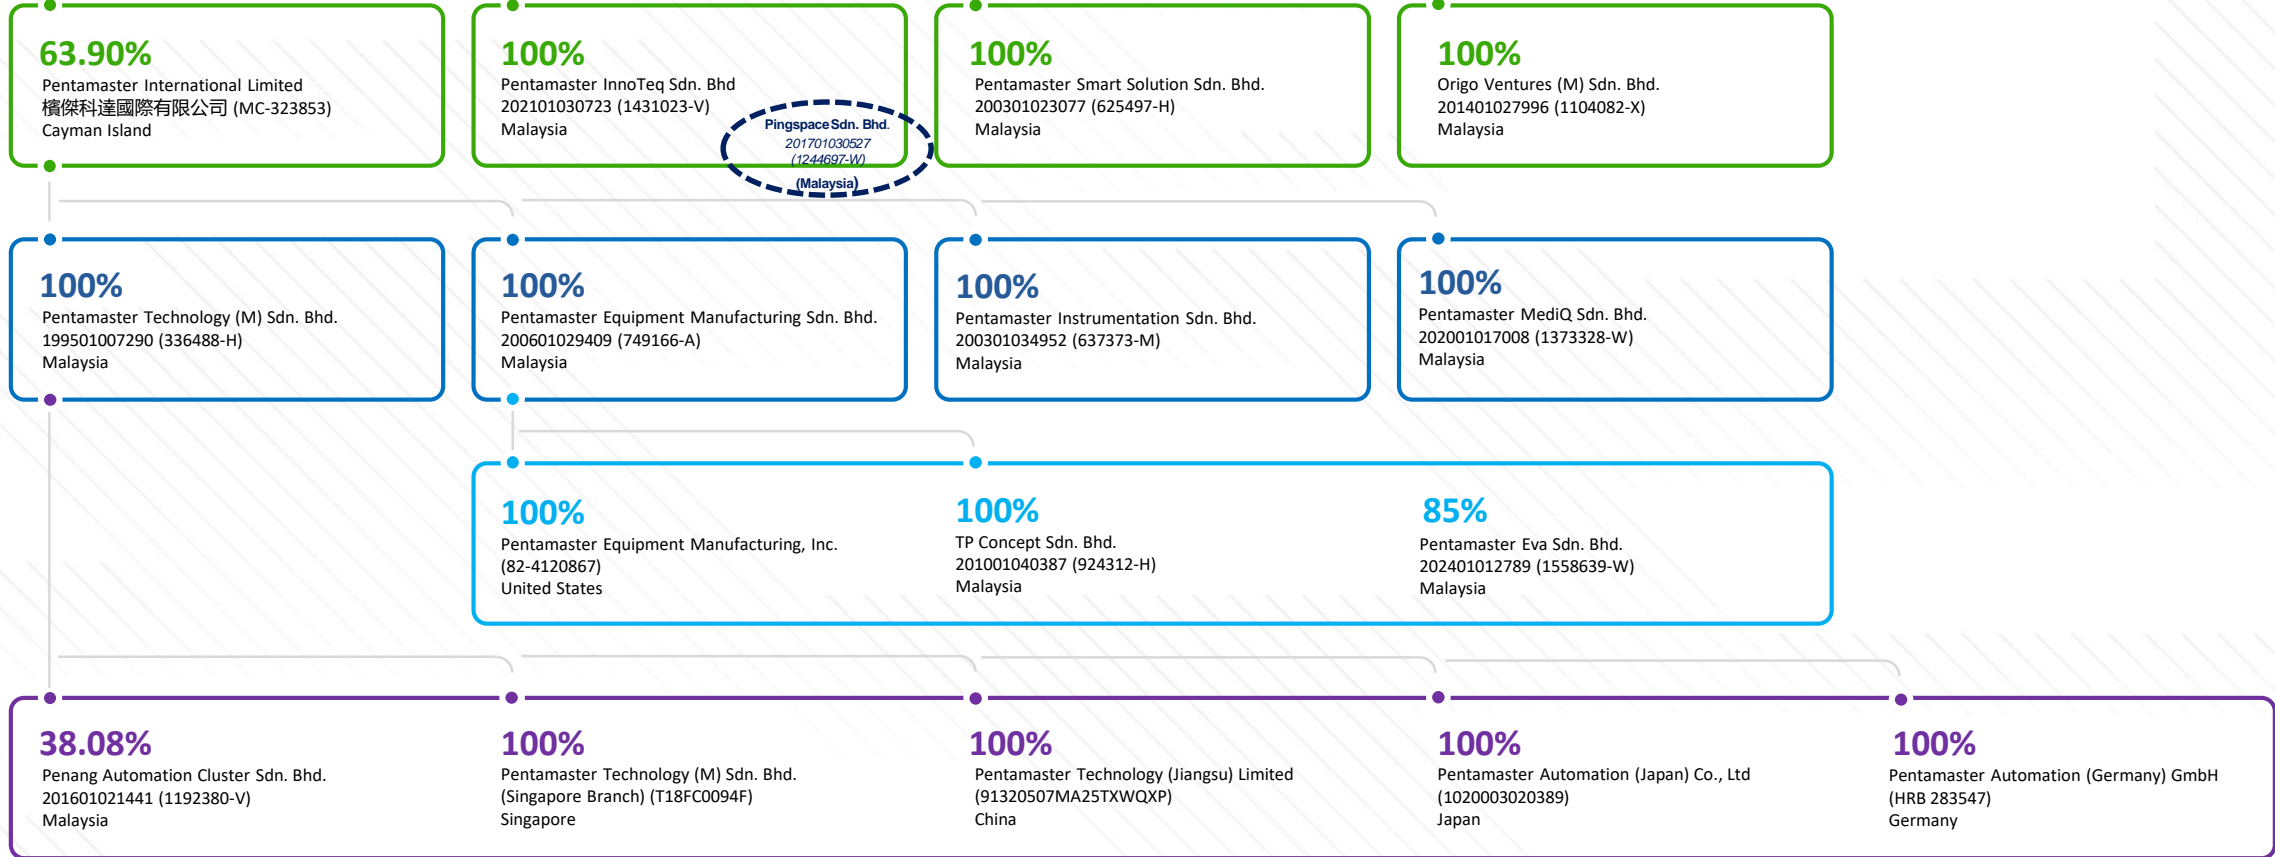 63.90%
Pentamaster International Limited
檳傑科達國際有限公司 (MC-323853)
Cayman Island
100%
Pentamaster InnoTeq Sdn. Bhd
202101030723 (1431023-V)
Malaysia
Pingspace Sdn. Bhd.
201701030527
(1244697-W)
(Malaysia)
100%
Pentamaster Smart Solution Sdn. Bhd.
200301023077 (625497-H)
Malaysia
100%
Origo Ventures (M) Sdn. Bhd.
201401027996 (1104082-X)
Malaysia
100%
Pentamaster Technology (M) Sdn. Bhd.
199501007290 (336488-H)
Malaysia
100%
Pentamaster Equipment Manufacturing Sdn. Bhd.
200601029409 (749166-A)
Malaysia
100%
Pentamaster Instrumentation Sdn. Bhd.
200301034952 (637373-M)
Malaysia
100%
Pentamaster MediQ Sdn. Bhd.
202001017008 (1373328-W)
Malaysia
100%
Pentamaster Equipment Manufacturing, Inc.
(82-4120867)
United States
100%
TP Concept Sdn. Bhd.
201001040387 (924312-H)
Malaysia
85%
Pentamaster Eva Sdn. Bhd.
202401012789 (1558639-W)
Malaysia
38.08%
Penang Automation Cluster Sdn. Bhd.
201601021441 (1192380-V)
Malaysia
100%
Pentamaster Technology (M) Sdn. Bhd.
(Singapore Branch) (T18FC0094F)
Singapore
100%
Pentamaster Technology (Jiangsu) Limited
(91320507MA25TXWQXP)
China
100%
Pentamaster Automation (Japan) Co., Ltd
(1020003020389)
Japan
100%
Pentamaster Automation (Germany) GmbH
(HRB 283547)
Germany